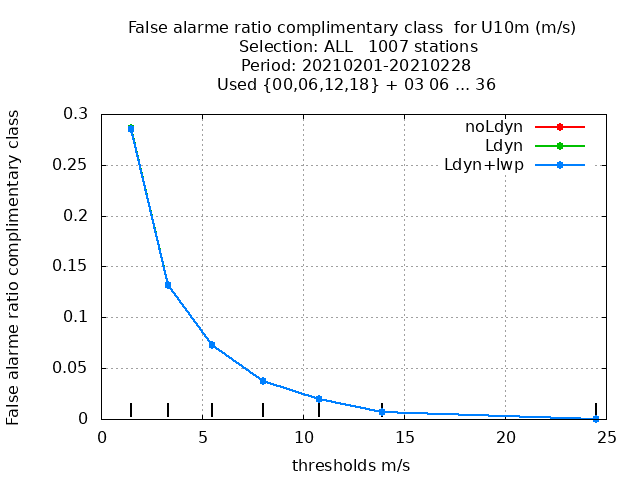 False alarme ratio complimentary class  for U10m (m/s)
Selection: ALL   1007 stations
Period: 20210201-20210228
Used {00,06,12,18} + 03 06 ... 36
False alarme ratio complimentary class
0.3
0.25
0.2
0.15
0.1
0.05
0
noLdyn
Ldyn
Ldyn+lwp
0 5 10 15 20 25
thresholds m/s